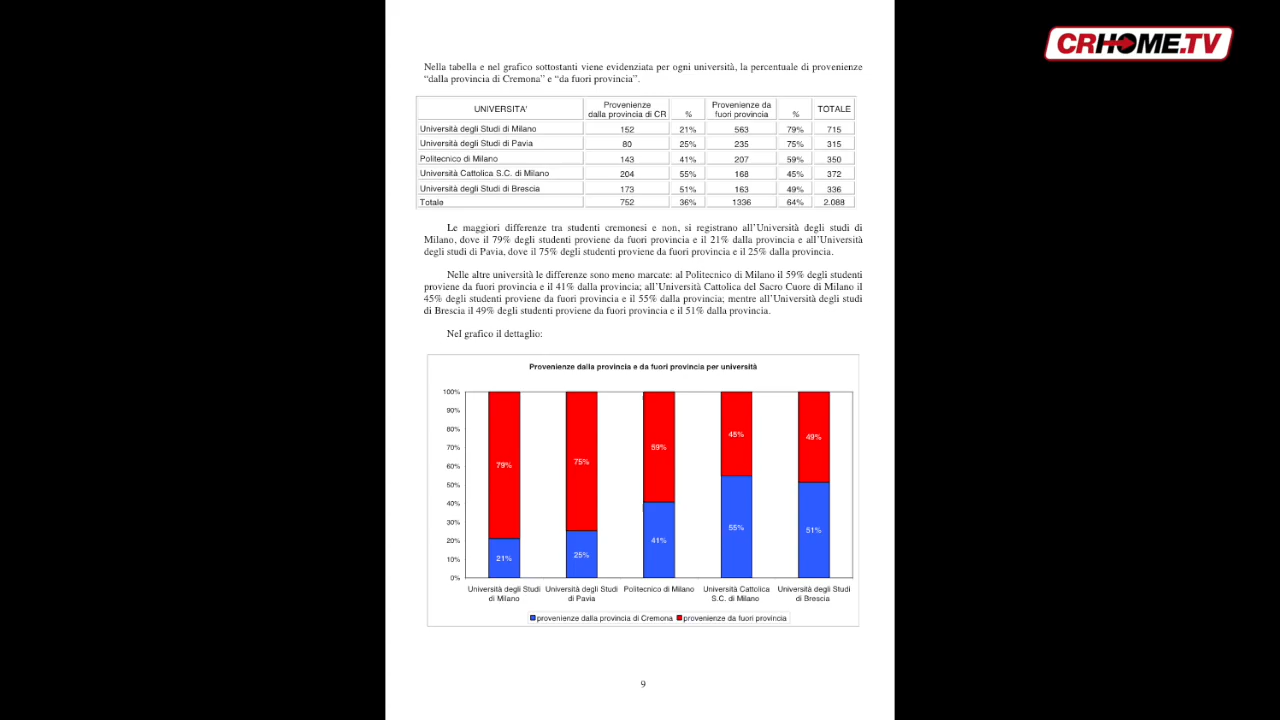 CRHOME.TV
Nella tabella e nel grafico sottostanti viene evidenziata per ogni università, la percentuale di provenienze
“dalla provincia di Cremona” e “da fuori provincia”.
UNIVERSITA' Provenienze dalla provincia di CR % Provenienze da fuori provincia % TOTALE
Università degli Studi di Milano 152 21% 563 79% 715
Università degli Studi di Pavia 80 25% 235 75% 315
Politecnico di Milano 143 41% 207 59% 350
Università Cattolica S.C. di Milano 204 55% 168 45% 372
Università degli Studi di Brescia 173 51% 163 49% 336
Totale 752 36% 1336 64% 2.088
Le maggiori differenze tra studenti cremonesi e non, si registrano all’Università degli studi di
Milano, dove il 79% degli studenti proviene da fuori provincia e il 21% dalla provincia e all’Università
degli studi di Pavia, dove il 75% degli studenti proviene da fuori provincia e il 25% dalla provincia.
Nelle altre università le differenze sono meno marcate: al Politecnico di Milano il 59% degli studenti
proviene da fuori provincia e il 41% dalla provincia; all’Università Cattolica del Sacro Cuore di Milano il
45% degli studenti proviene da fuori provincia e il 55% dalla provincia; mentre all’Università degli studi
di Brescia il 49% degli studenti proviene da fuori provincia e il 51% dalla provincia.
Nel grafico il dettaglio:
Provenienze dalla provincia e da fuori provincia per università
100%
90%
80%
70%
60%
50%
40%
30%
20%
10%
0%
79% 75% 59% 45% 49%
21% 25% 41% 55% 51%
Università degli Studi di Milano
Università degli Studi di Pavia
Politecnico di Milano
Università Cattolica S.C. di Milano
Università degli Studi di Brescia
provenienze dalla provincia di Cremona provenienze da fuori provincia
9